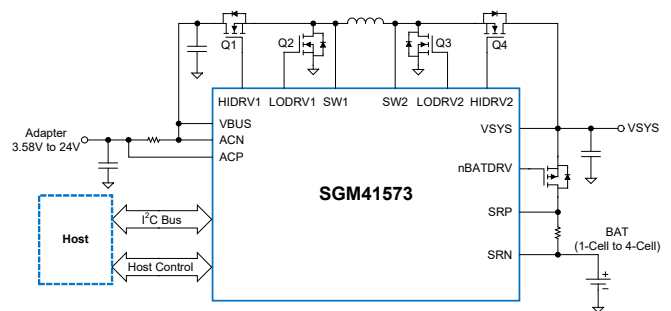 Q1
Q2
Q3
Q4
HIDRV1
LODRV1
SW1
SW2
LODRV2
HIDRV2
VBUS
ACN
ACP
Adapter
3.58V to 24V
VSYS
VSYS
nBATDRV
SGM41573
SRP
SRN
BAT
(1-Cell to 4-Cell)
Host
I²C Bus
Host Control